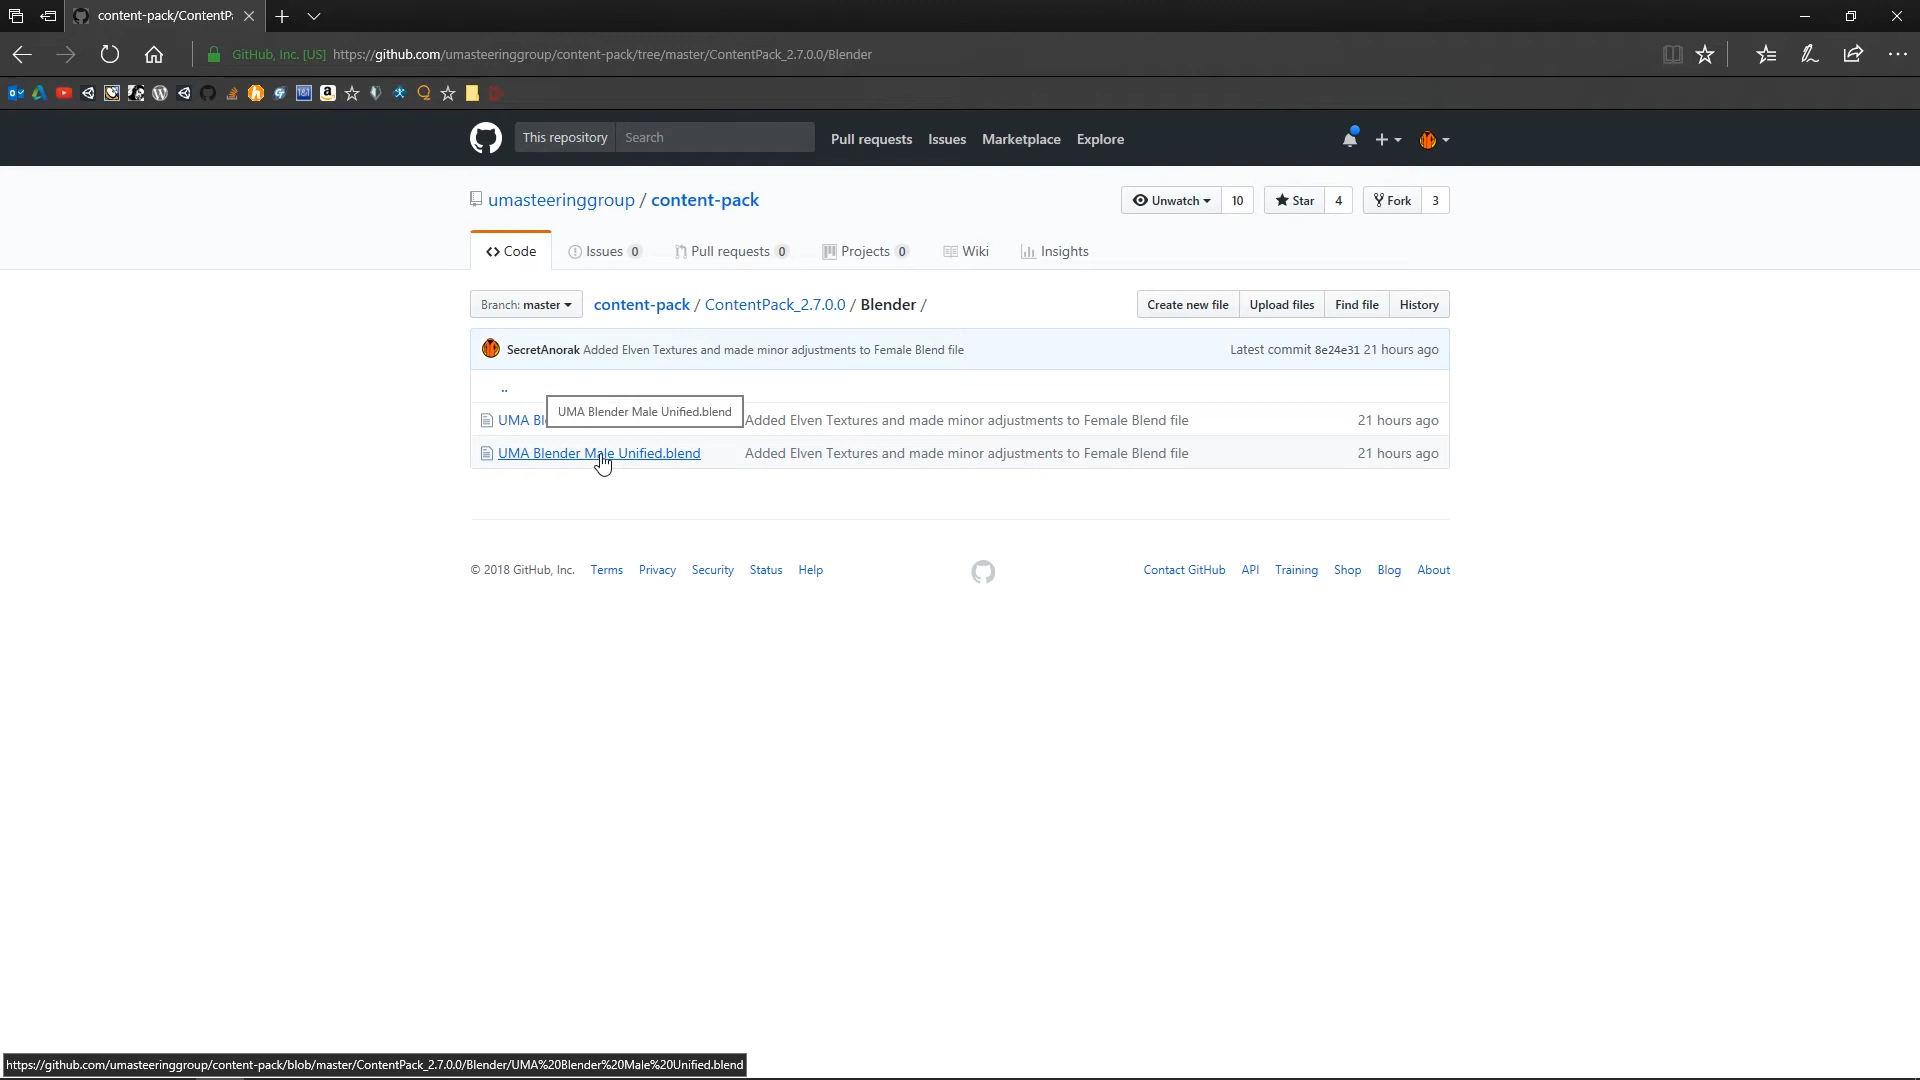 content-pack/ContentP
GitHub, Inc. [US] https://github.com/umasteeringgroup/content-pack/tree/master/ContentPack_2.7.0.0/Blender
This repository Search Pull requests Issues Marketplace Explore
umasteeringgroup / content-pack Unwatch 10 Star 4 Fork 3
Code Issues 0 Pull requests 0 Projects 0 Wiki Insights
Branch: master content-pack / ContentPack_2.7.0.0 / Blender / Create new file Upload files Find file History
SecretAnorak Added Elven Textures and made minor adjustments to Female Blend file Latest commit 8e24e31 21 hours ago
..
UMA Blender Male Unified.blend
UMA Bl Added Elven Textures and made minor adjustments to Female Blend file 21 hours ago
UMA Blender Male Unified.blend Added Elven Textures and made minor adjustments to Female Blend file 21 hours ago
© 2018 GitHub, Inc. Terms Privacy Security Status Help Contact GitHub API Training Shop Blog About
https://github.com/umasteeringgroup/content-pack/blob/master/ContentPack_2.7.0.0/Blender/UMA%20Blender%20Male%20Unified.blend